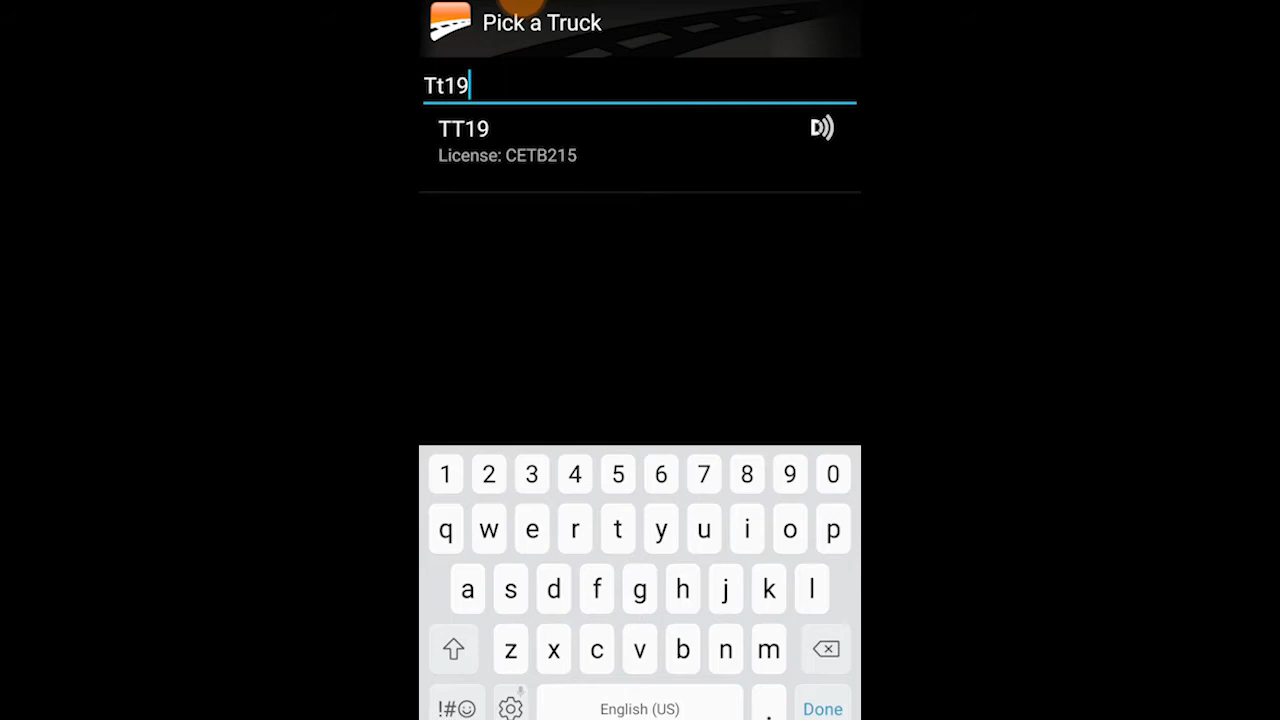 Pick a Truck
Tt19
TT19
D
License: CETB215
1 2 3 4 5 6 7 8 9 0
q w e r t y u i o p
a s d f g h j k l
z x c v b n m
!#☺ English (US) . Done